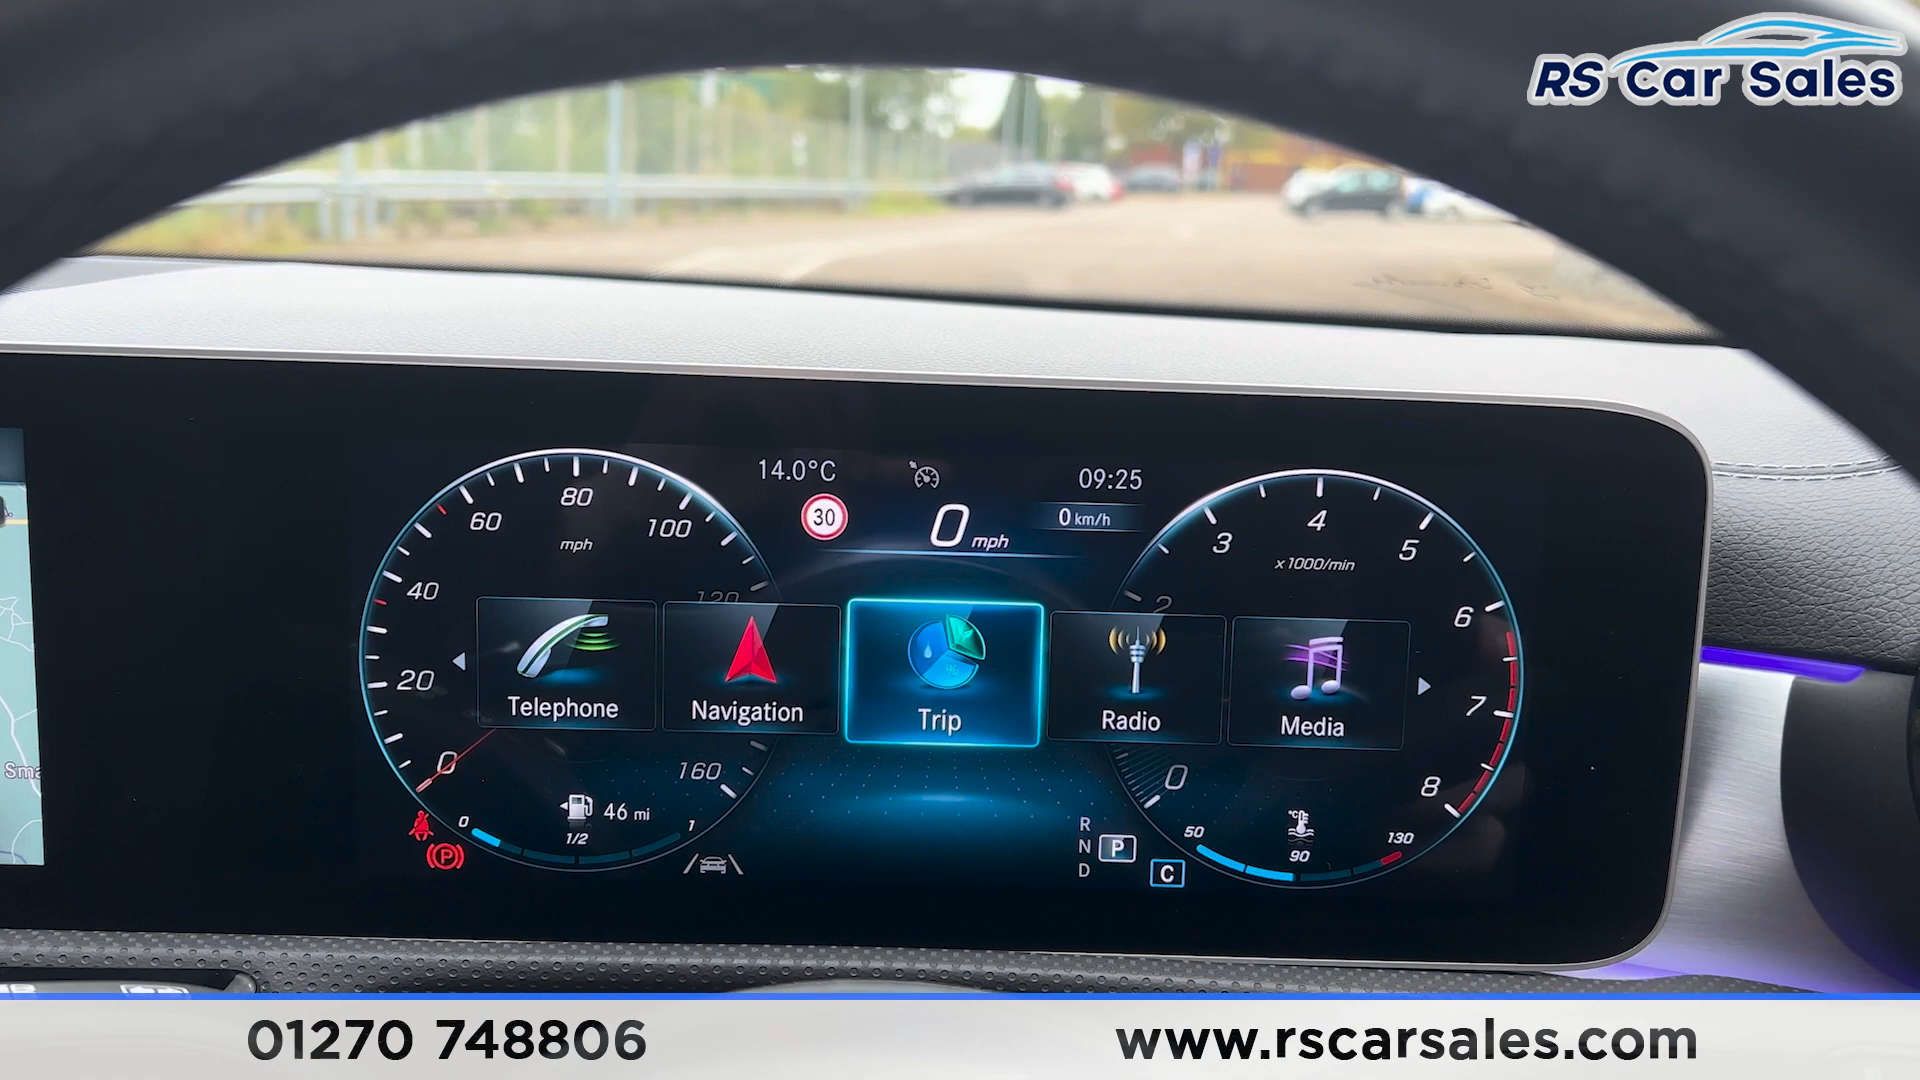 RS Car Sales
14.0°C
09:25
30
0 mph
0 km/h
80
60
100
mph
40
120
20
0
160
4
3
5
x1000/min
2
6
7
0
8
Telephone
Navigation
Trip
Radio
Media
46 mi
0
1/2
1
R
N
D
P
C
50
90
130
°C
P
01270 748806
www.rscarsales.com